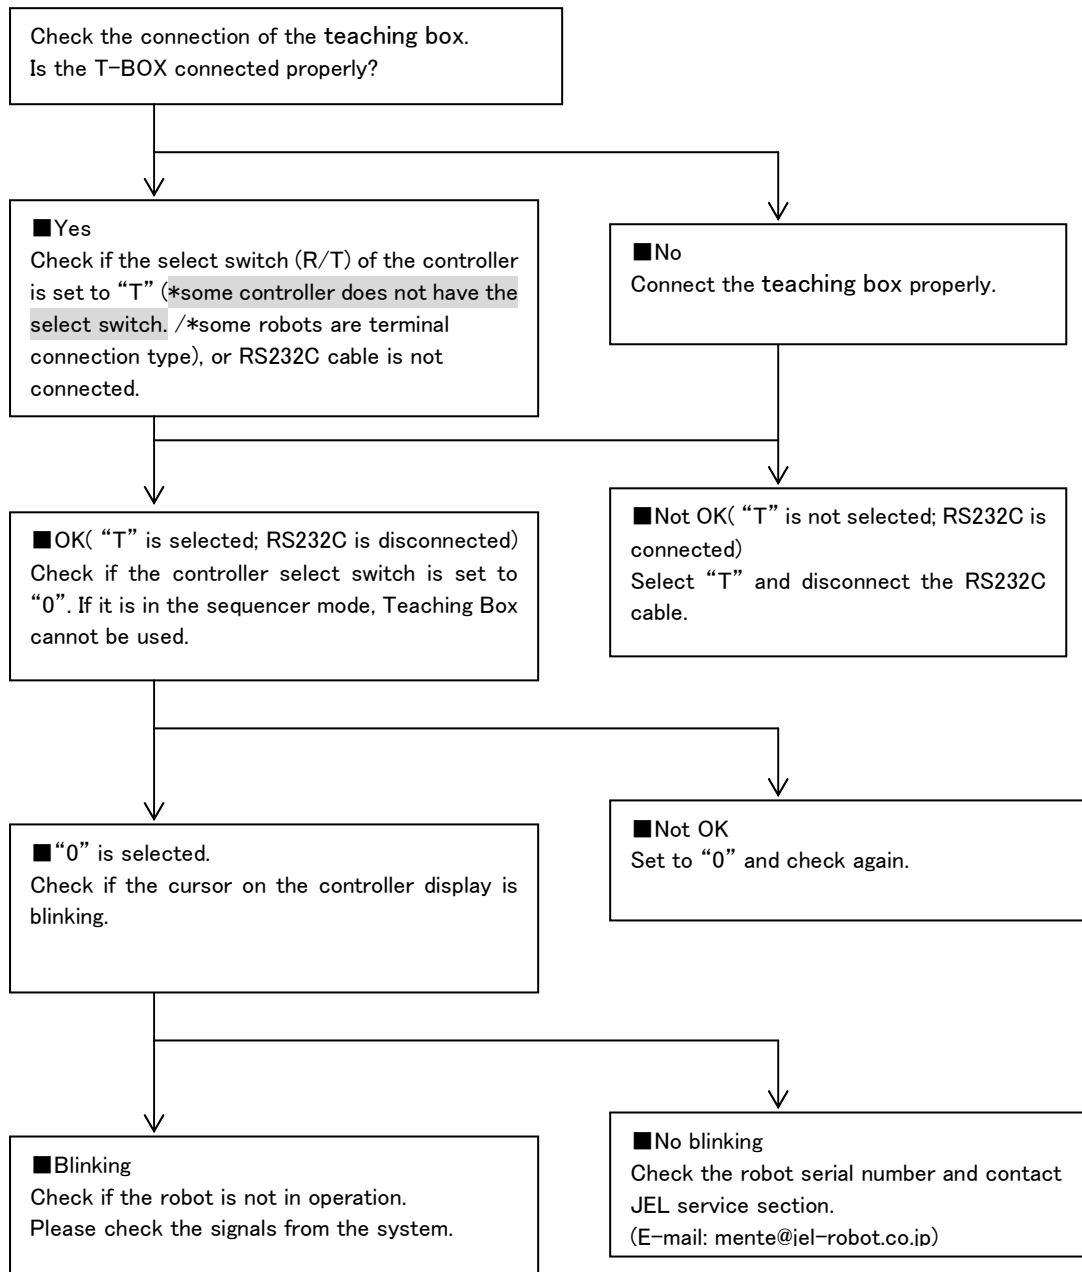 Check the connection of the teaching box.
Is the T-BOX connected properly?
■Yes
Check if the select switch (R/T) of the controller
is set to “T” (*some controller does not have the
select switch. /*some robots are terminal
connection type), or RS232C cable is not
connected.
■No
Connect the teaching box properly.
■OK( “T” is selected; RS232C is disconnected)
Check if the controller select switch is set to
“0”. If it is in the sequencer mode, Teaching Box
cannot be used.
■Not OK( “T” is not selected; RS232C is
connected)
Select “T” and disconnect the RS232C
cable.
■“0” is selected.
Check if the cursor on the controller display is
blinking.
■Not OK
Set to “0” and check again.
■Blinking
Check if the robot is not in operation.
Please check the signals from the system.
■No blinking
Check the robot serial number and contact
JEL service section.
(E-mail: mente@jel-robot.co.jp)